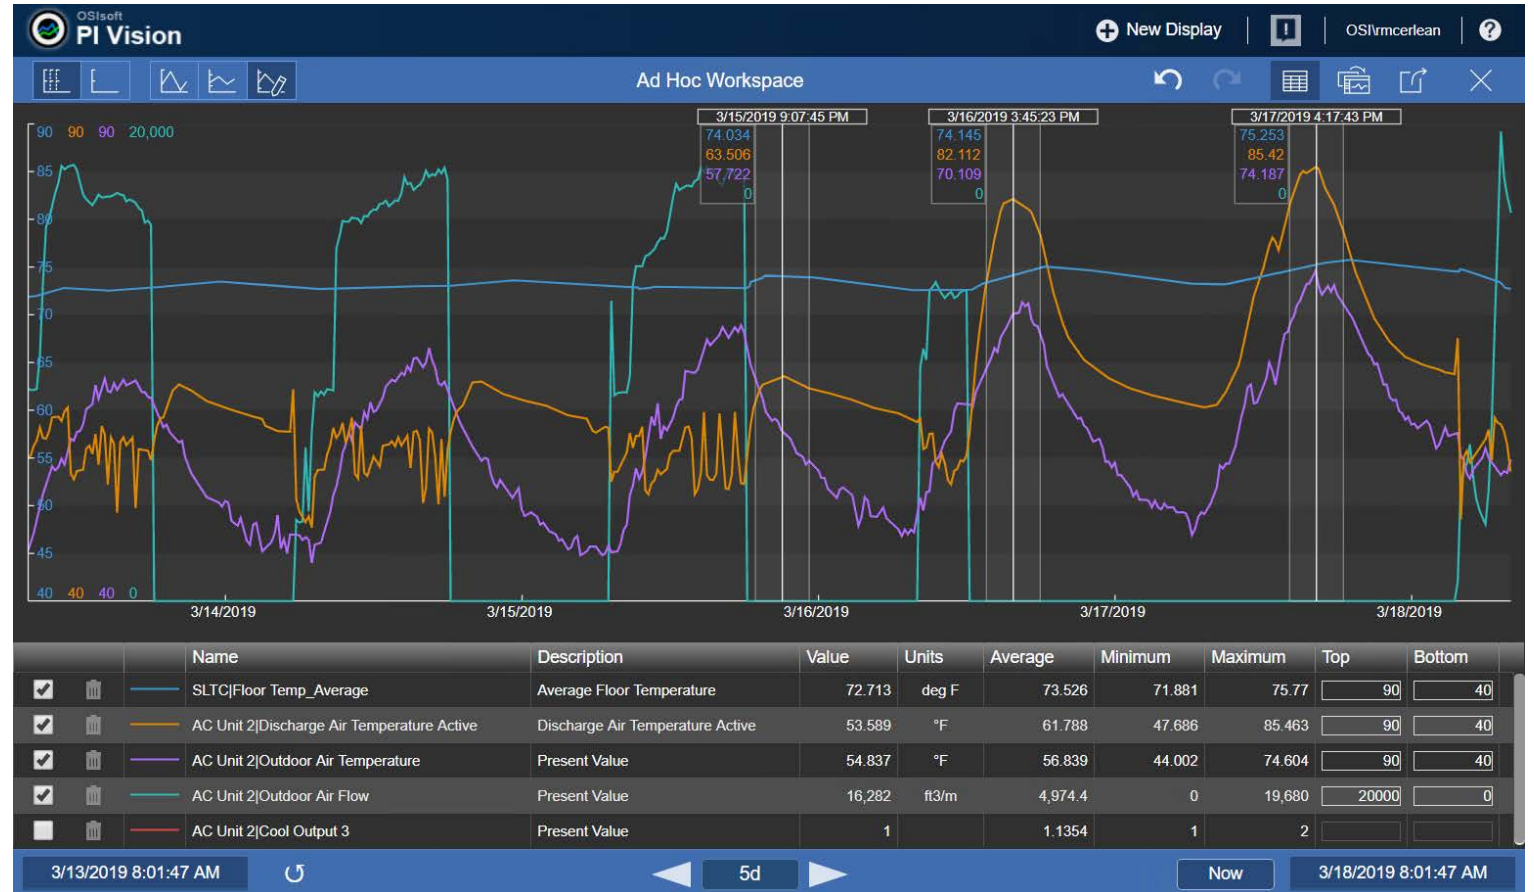 OSIsoft
PI Vision
New Display
OSI\rmcerlean
Ad Hoc Workspace
3/15/2019 9:07:45 PM
3/16/2019 3:45:23 PM
3/17/2019 4:17:43 PM
90 90 90 20,000
74.034
63.506
57.722
0
74.145
82.112
70.109
0
75.253
85.42
74.187
0
85
80
75
70
65
60
55
50
45
40 40 40 0
3/14/2019 3/15/2019 3/16/2019 3/17/2019 3/18/2019
Name Description Value Units Average Minimum Maximum Top Bottom
SLTC|Floor Temp_Average Average Floor Temperature 72.713 deg F 73.526 71.881 75.77 90 40
AC Unit 2|Discharge Air Temperature Active Discharge Air Temperature Active 53.589 °F 61.788 47.686 85.463 90 40
AC Unit 2|Outdoor Air Temperature Present Value 54.837 °F 56.839 44.002 74.604 90 40
AC Unit 2|Outdoor Air Flow Present Value 16,282 ft3/m 4,974.4 0 19,680 20000 0
AC Unit 2|Cool Output 3 Present Value 1 1.1354 1 2
3/13/2019 8:01:47 AM 5d Now 3/18/2019 8:01:47 AM